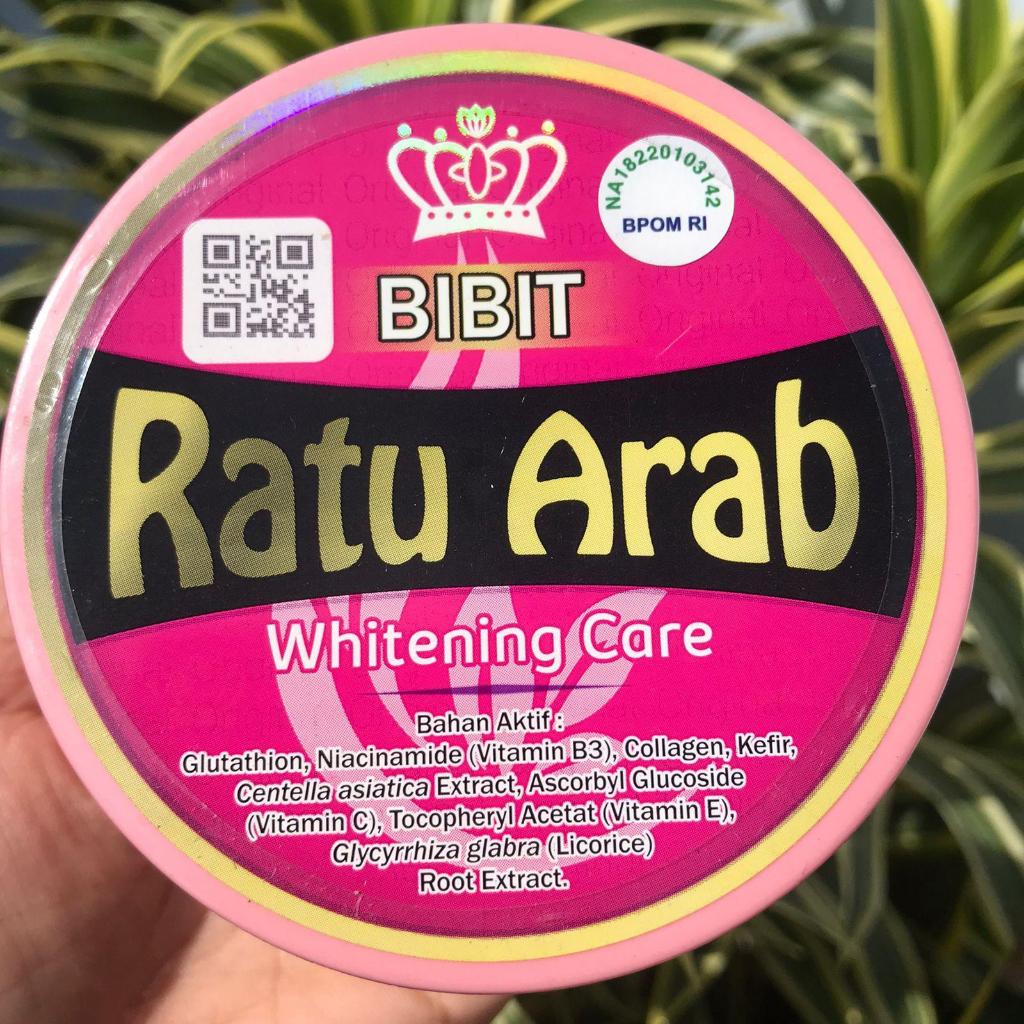 NA18220103142
BPOM RI
BIBIT
Ratu Arab
Whitening Care
Bahan Aktif :
Glutathion, Niacinamide (Vitamin B3), Collagen, Kefir,
Centella asiatica Extract, Ascorbyl Glucoside
(Vitamin C), Tocopheryl Acetat (Vitamin E),
Glycyrrhiza glabra (Licorice)
Root Extract.